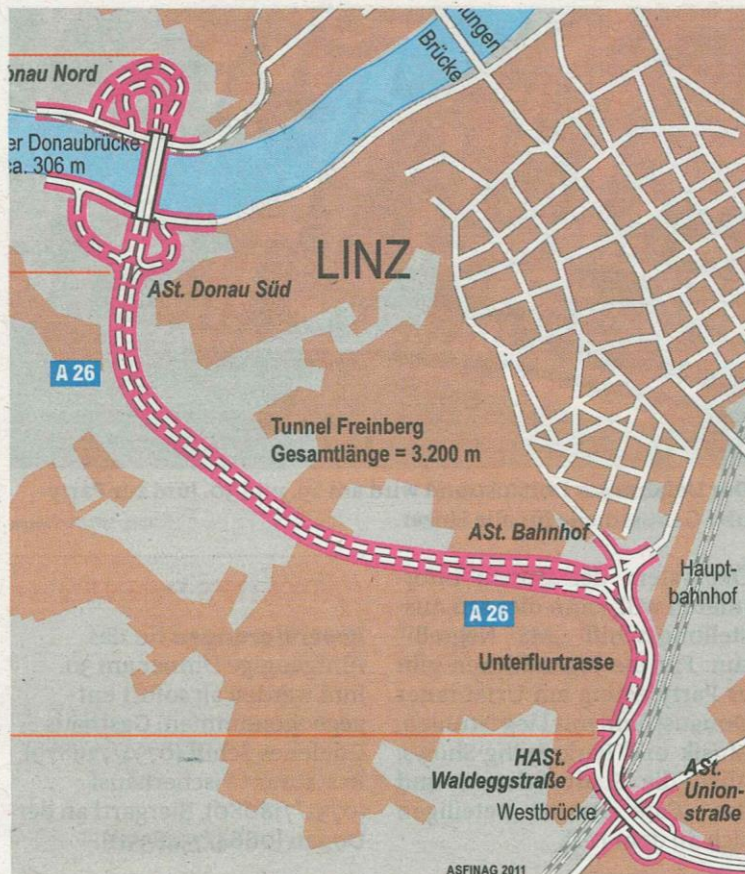 onau Nord
ungen
Brücke
er Donaubrücke
ca. 306 m
LINZ
ASt. Donau Süd
A 26
Tunnel Freinberg
Gesamtlänge = 3.200 m
ASt. Bahnhof
Haupt-
bahnhof
A 26
Unterflurtrasse
HASt.
Waldeggstraße
ASt.
Union-
straße
Westbrücke
ASFINAG 2011